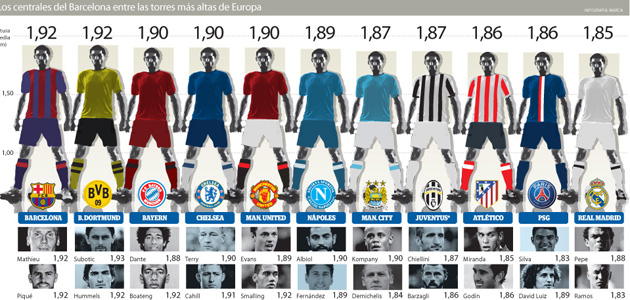 Los centrales del Barcelona entre las torres más altas de Europa
INFOGRAFÍA MARCA
1,92 1,92 1,90 1,90 1,90 1,89 1,87 1,87 1,86 1,86 1,85
1,50
1,00
BVB
09
BARCELONA B.DORTMUND BAYERN CHELSEA MAN.UNITED NÁPOLES MAN.CITY JUVENTUS* ATLÉTICO PSG REAL MADRID
Mathieu 1,92 Subotic 1,93 Dante 1,88 Terry 1,90 Evans 1,89 Albiol 1,90 Kompany 1,90 Chiellini 1,87 Miranda 1,85 Silva 1,83 Pepe 1,88
Piqué 1,92 Hummels 1,92 Boateng 1,92 Cahill 1,91 Smalling 1,92 Fernández 1,89 Demichelis 1,84 Barzagli 1,86 Godín 1,86 David Luiz 1,89 Ramos 1,83